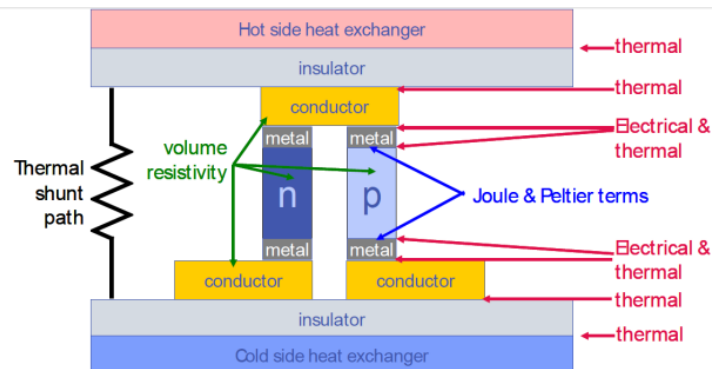 Hot side heat exchanger
thermal
insulator
thermal
conductor
Electrical &
thermal
volume
resistivity
metal
metal
Thermal
shunt
path
n
p
Joule & Peltier terms
metal
metal
Electrical &
thermal
conductor
conductor
thermal
insulator
thermal
Cold side heat exchanger